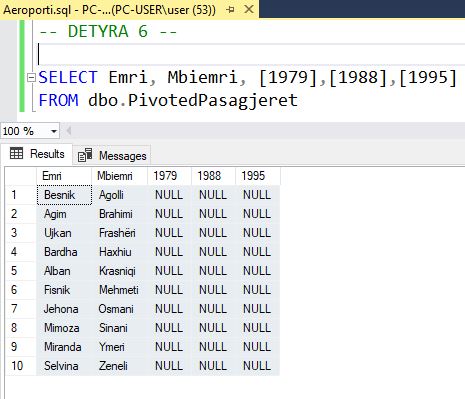 Aeroporti.sql - PC-...(PC-USER\user (53))
-- DETYRA 6 --
SELECT Emri, Mbiemri, [1979],[1988],[1995]
FROM dbo.PivotedPasagjeret
100 %
Results Messages
Emri Mbiemri 1979 1988 1995
1 Besnik Agolli NULL NULL NULL
2 Agim Brahimi NULL NULL NULL
3 Ujkan Frashëri NULL NULL NULL
4 Bardha Haxhiu NULL NULL NULL
5 Alban Krasniqi NULL NULL NULL
6 Fisnik Mehmeti NULL NULL NULL
7 Jehona Osmani NULL NULL NULL
8 Mimoza Sinani NULL NULL NULL
9 Miranda Ymeri NULL NULL NULL
10 Selvina Zeneli NULL NULL NULL